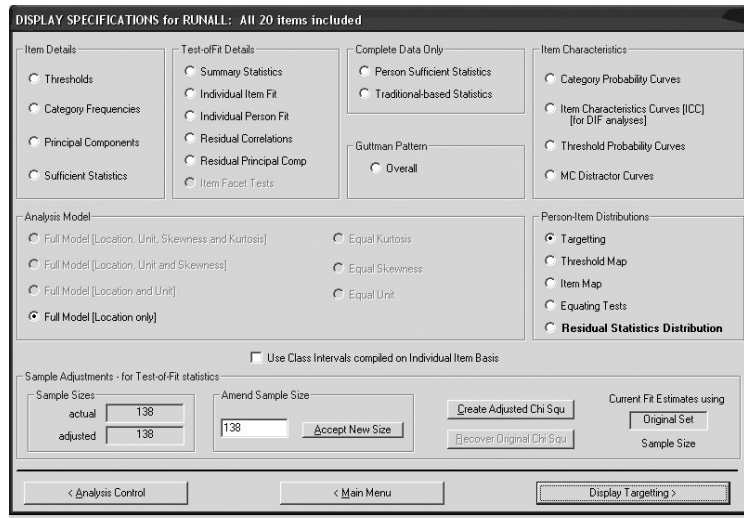 DISPLAY SPECIFICATIONS for RUNALL: All 20 items included
Item Details
Thresholds
Category Frequencies
Principal Components
Sufficient Statistics
Test-ofFit Details
Summary Statistics
Individual Item Fit
Individual Person Fit
Residual Correlations
Residual Principal Comp
Item Facet Tests
Complete Data Only
Person Sufficient Statistics
Traditional-based Statistics
Guttman Pattern
Overall
Item Characteristics
Category Probability Curves
Item Characteristics Curves [ICC]
[for DIF analyses]
Threshold Probability Curves
MC Distractor Curves
Analysis Model
Full Model [Location, Unit, Skewness and Kurtosis]
Full Model [Location, Unit and Skewness]
Full Model [Location and Unit]
Full Model [Location only]
Equal Kurtosis
Equal Skewness
Equal Unit
Person-Item Distributions
Targetting
Threshold Map
Item Map
Equating Tests
Residual Statistics Distribution
Use Class Intervals compiled on Individual Item Basis
Sample Adjustments - for Test-of-Fit statistics
Sample Sizes
actual 138
adjusted 138
Amend Sample Size
138 Accept New Size
Create Adjusted Chi Squ
Recover Original Chi Squ
Current Fit Estimates using
Original Set
Sample Size
< Analysis Control
< Main Menu
Display Targetting >